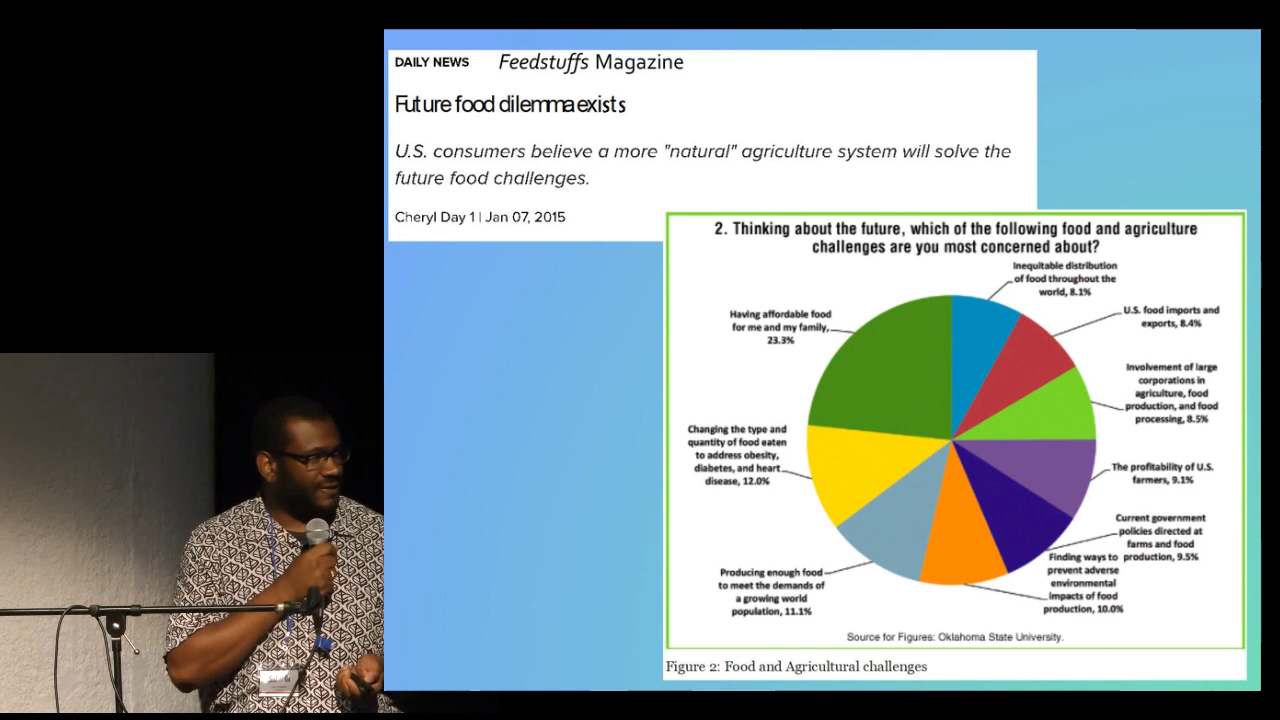 DAILY NEWS Feedstuffs Magazine
Future food dilemma exists
U.S. consumers believe a more "natural" agriculture system will solve the
future food challenges.
Cheryl Day 1 | Jan 07, 2015
2. Thinking about the future, which of the following food and agriculture
challenges are you most concerned about?
Inequitable distribution
of food throughout the
world, 8.1%
U.S. food imports and
exports, 8.4%
Involvement of large
corporations in
agriculture, food
production, and food
processing, 8.5%
The profitability of U.S.
farmers, 9.1%
Current government
policies directed at
farms and food
production, 9.5%
Finding ways to
prevent adverse
environmental
impacts of food
production, 10.0%
Producing enough food
to meet the demands of
a growing world
population, 11.1%
Changing the type and
quantity of food eaten
to address obesity,
diabetes, and heart
disease, 12.0%
Having affordable food
for me and my family,
23.3%
Source for Figures: Oklahoma State University.
Figure 2: Food and Agricultural challenges